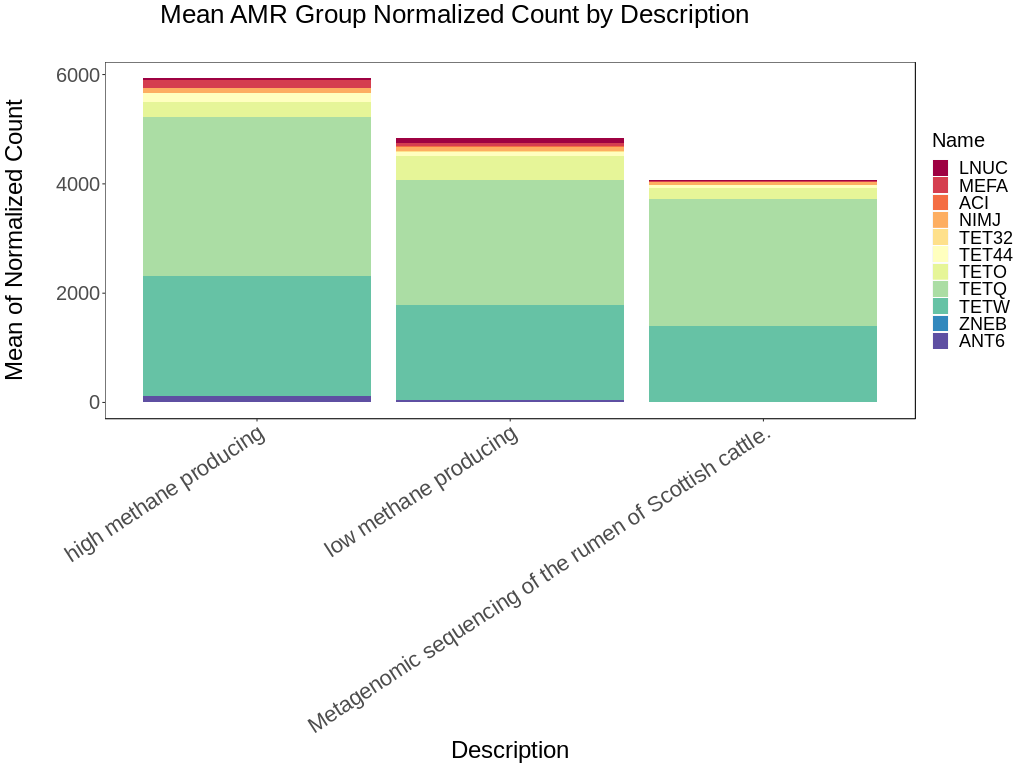 Mean AMR Group Normalized Count by Description
Mean of Normalized Count
6000
4000
2000
0
high methane producing
low methane producing
Metagenomic sequencing of the rumen of Scottish cattle.
Description
Name
LNUC
MEFA
ACI
NIMJ
TET32
TET44
TETO
TETQ
TETW
ZNEB
ANT6